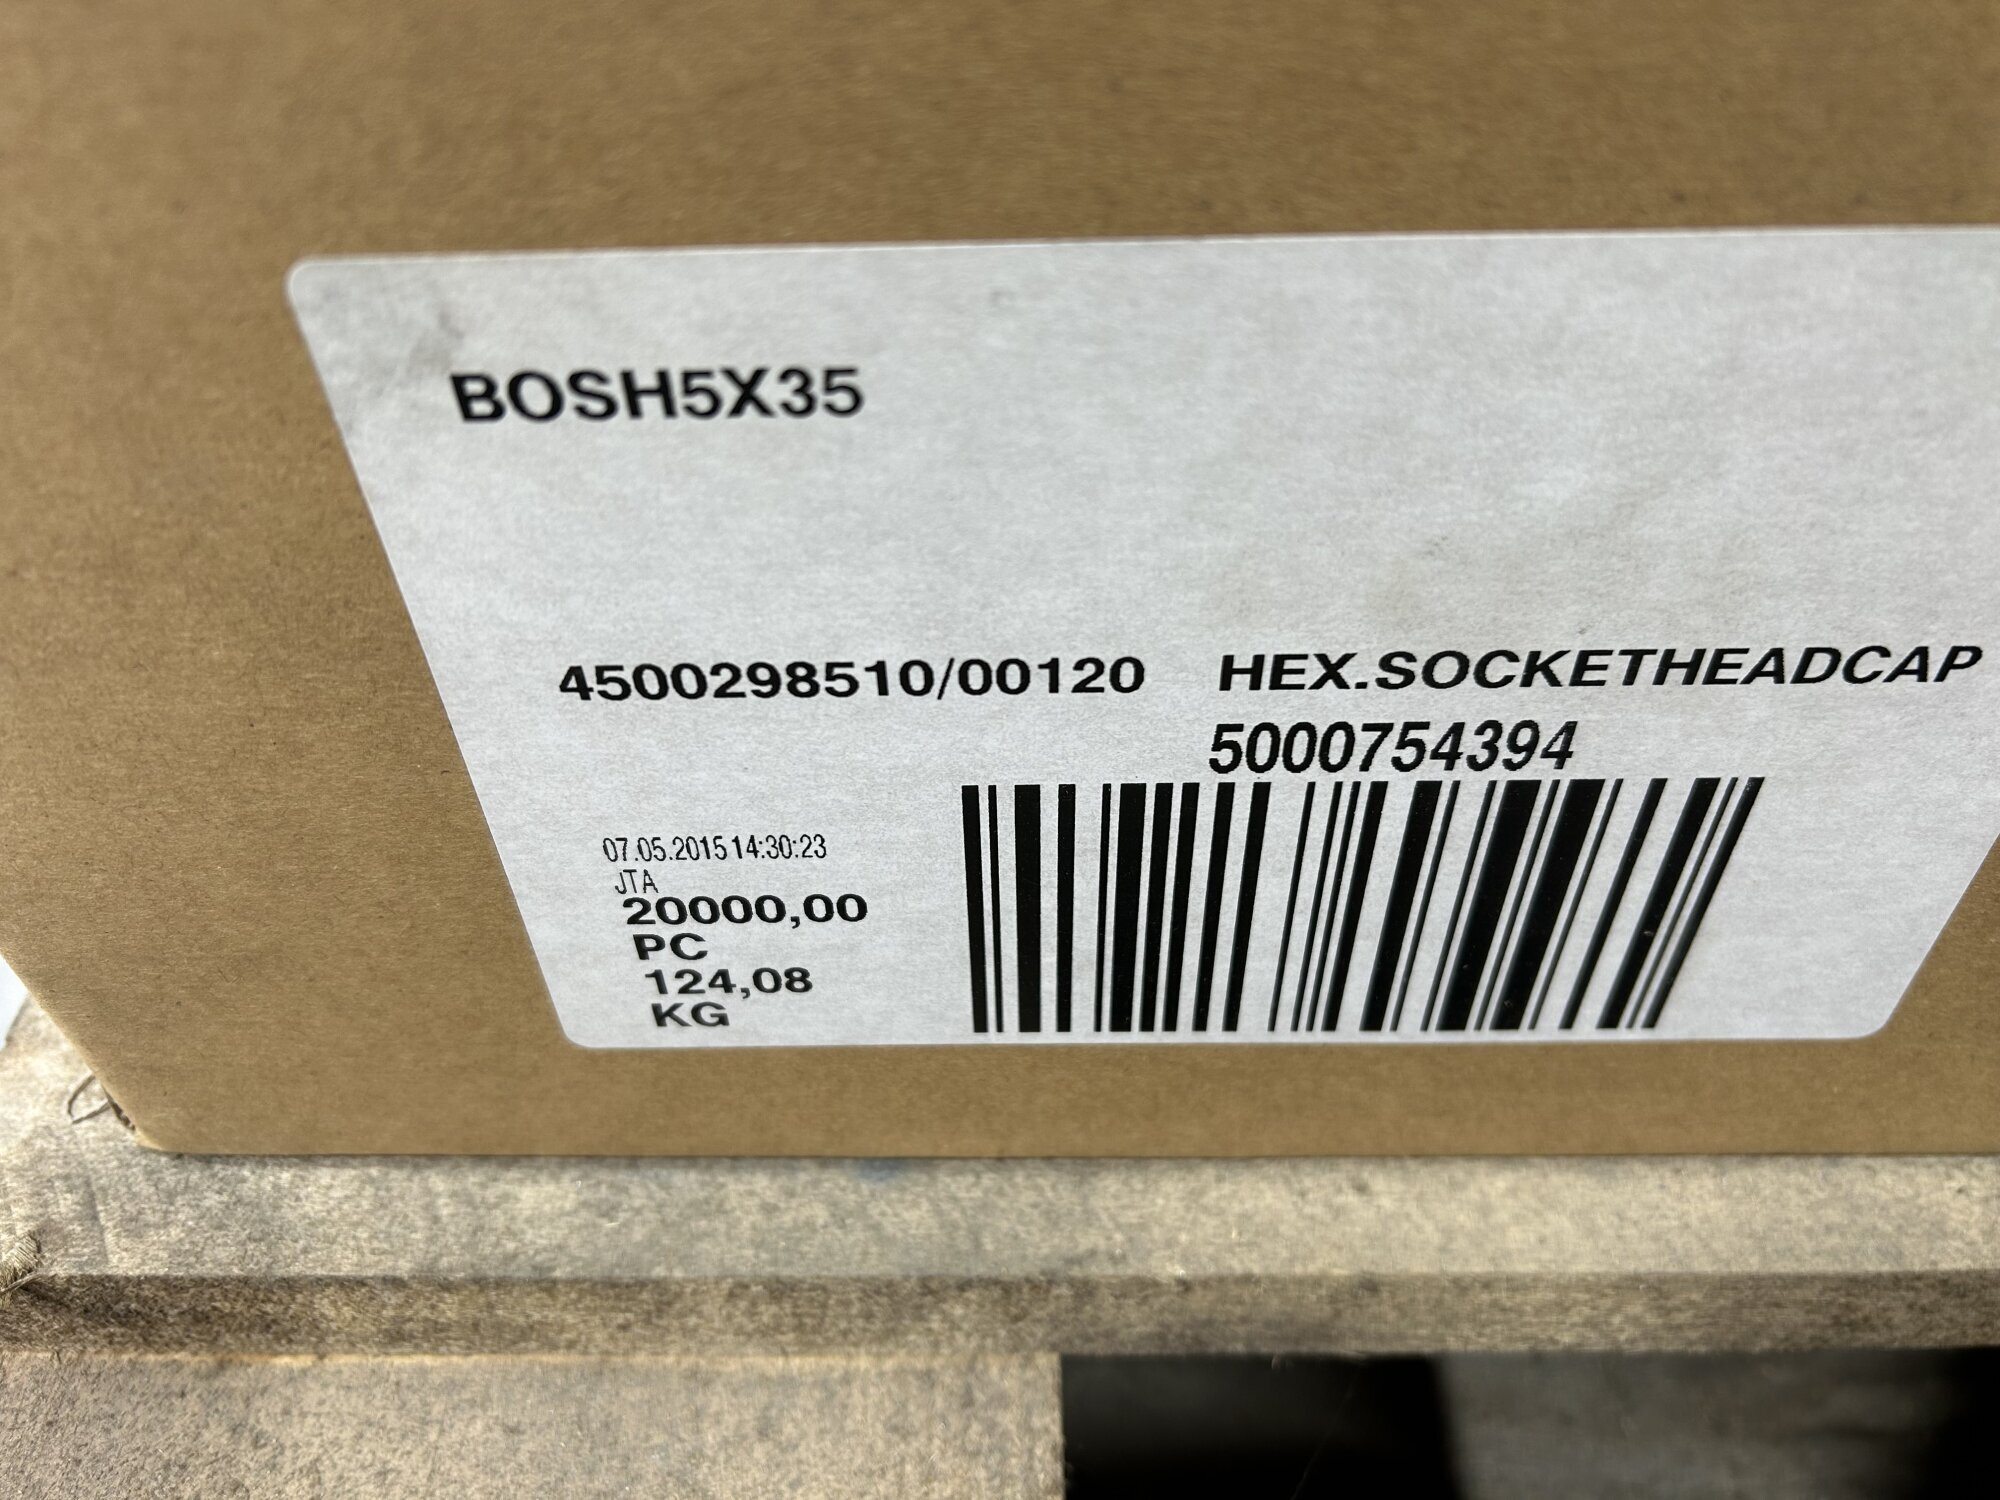 BOSH5X35
4500298510/00120 HEX.SOCKETHEADCAP
5000754394
07.05.2015 14:30:23
JTA
20000,00
PC
124,08
KG